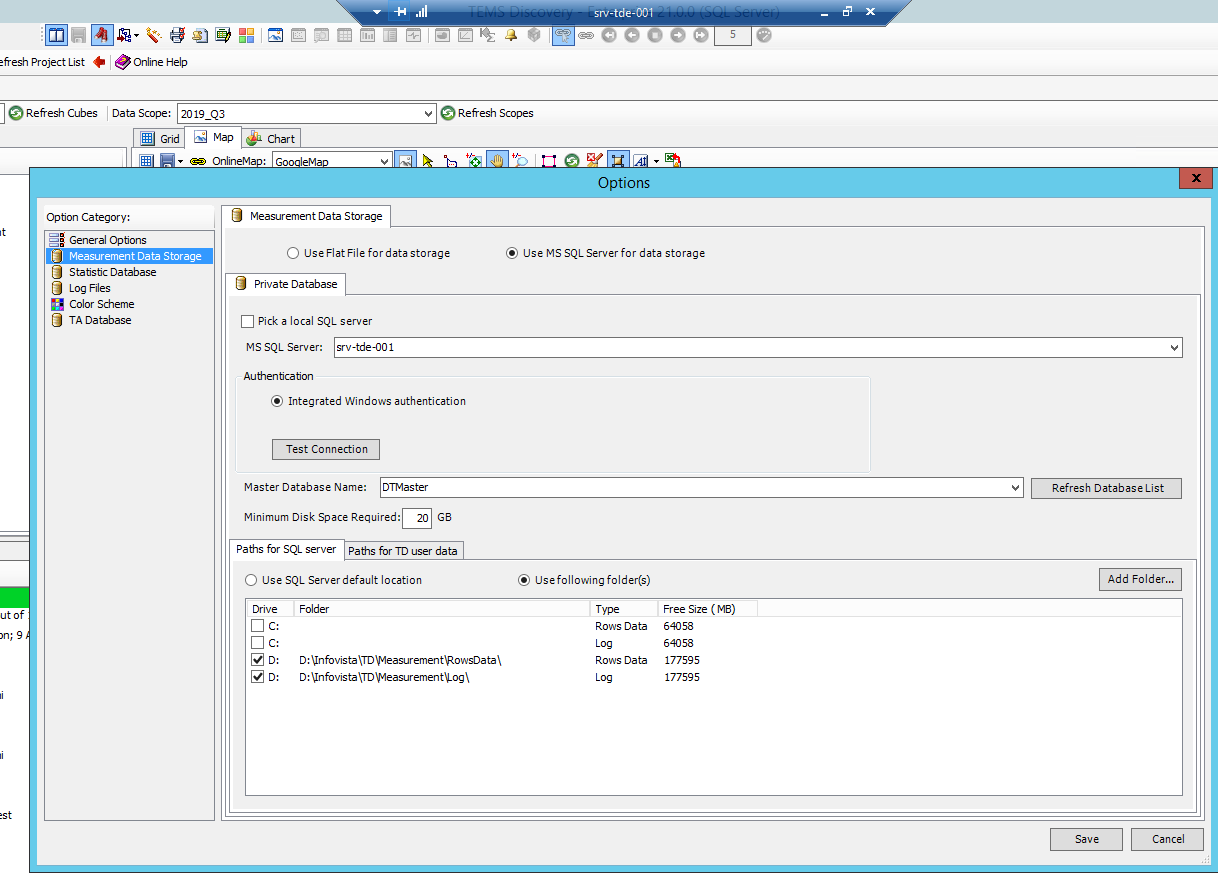 TEMS Discovery - E 21.0.0 (SQL Server)
srv-tde-001
5
efresh Project List Online Help
Refresh Cubes Data Scope: 2019_Q3 Refresh Scopes
Grid Map Chart
OnlineMap: GoogleMap
Options
Option Category:
General Options
Measurement Data Storage
Statistic Database
Log Files
Color Scheme
TA Database
Measurement Data Storage
Use Flat File for data storage Use MS SQL Server for data storage
Private Database
Pick a local SQL server
MS SQL Server: srv-tde-001
Authentication
Integrated Windows authentication
Test Connection
Master Database Name: DTMaster Refresh Database List
Minimum Disk Space Required: 20 GB
Paths for SQL server Paths for TD user data
Use SQL Server default location Use following folder(s) Add Folder...
Drive Folder Type Free Size (MB)
C: Rows Data 64058
C: Log 64058
D: D:\Infovista\TD\Measurement\RowsData\ Rows Data 177595
D: D:\Infovista\TD\Measurement\Log\ Log 177595
Save Cancel